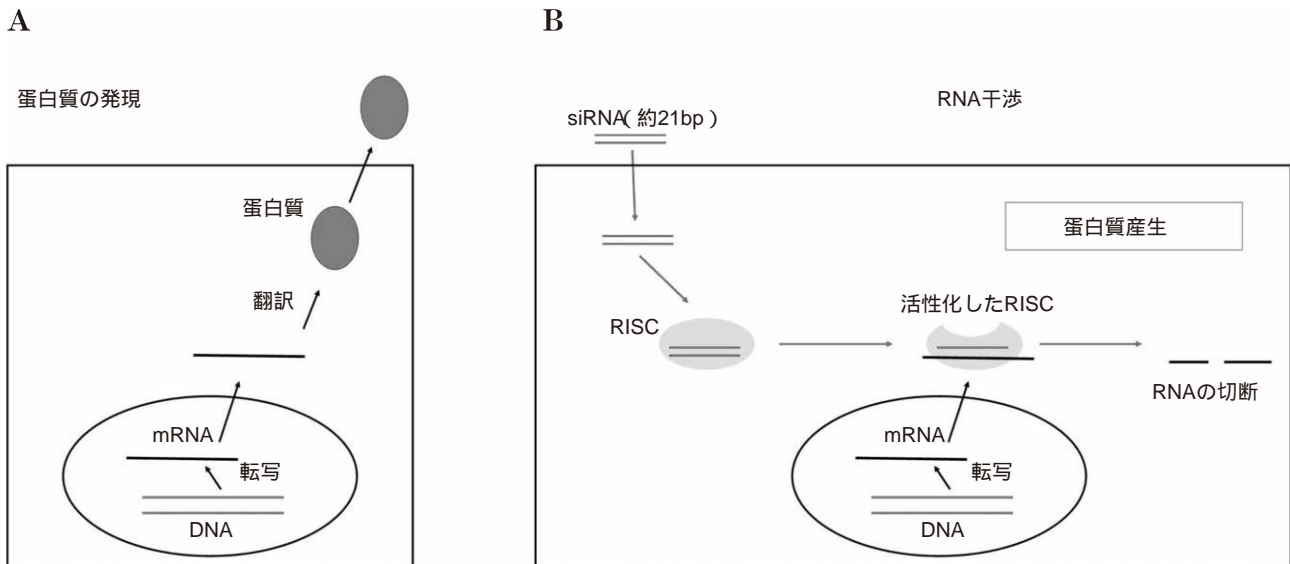 A
蛋白質の発現
蛋白質
翻訳
mRNA
転写
DNA
B
RNA干渉
siRNA(約21bp)
蛋白質産生
RISC
活性化したRISC
RNAの切断
mRNA
転写
DNA